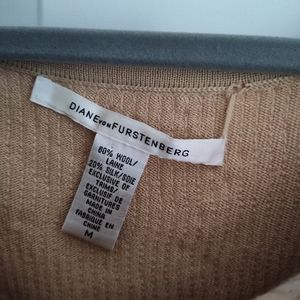 DIANE VON FURSTENBERG
80% WOOL/
LAINE
20% SILK/SOIE
EXCLUSIVE OF
TRIMS/
EXCLUSIF DE
GARNITURES
MADE IN
CHINA
FABRIQUE EN
CHINE
M